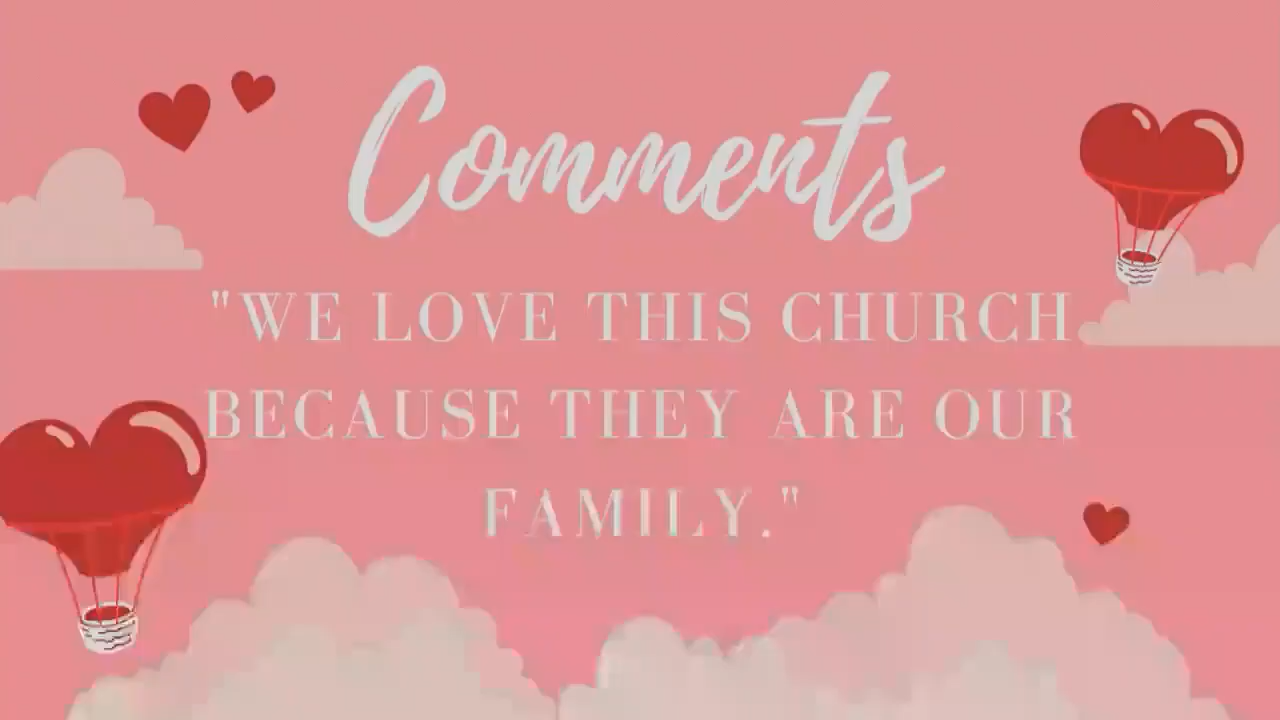 Comments
"WE LOVE THIS CHURCH
BECAUSE THEY ARE OUR
FAMILY."